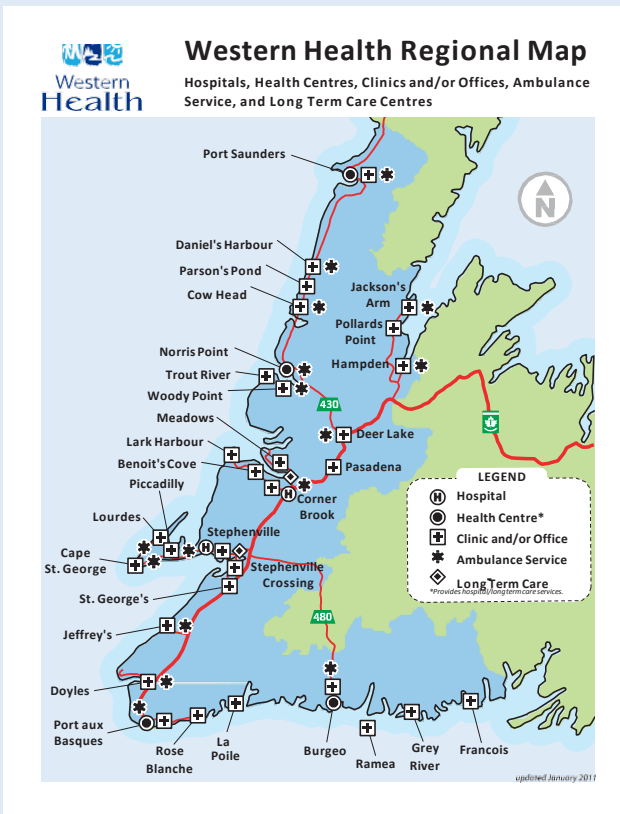 Western
Health
Western Health Regional Map
Hospitals, Health Centres, Clinics and/or Offices, Ambulance
Service, and Long Term Care Centres
Port Saunders
N
Daniel's Harbour
Parson's Pond
Cow Head
Jackson's
Arm
Pollards
Point
Hampden
Norris Point
Trout River
Woody Point
430
1
Meadows
Deer Lake
Lark Harbour
Benoit's Cove
Pasadena
Piccadilly
Corner
Brook
Lourdes
Stephenville
Cape
St. George
Stephenville
Crossing
St. George's
480
Jeffrey's
Doyles
Port aux
Basques
Rose
Blanche
La
Poile
Burgeo
Ramea
Grey
River
Francois
LEGEND
H Hospital
Health Centre*
Clinic and/or Office
Ambulance Service
Long Term Care
*Provides hospital/long term care services.
H
H
updated January 2011